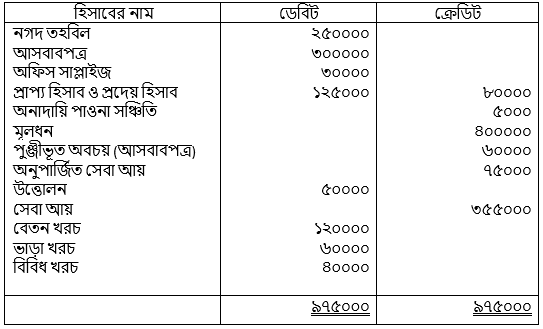 হিসাবের নাম ডেবিট ক্রেডিট
নগদ তহবিল ২৫০০০০
আসবাবপত্র ৩০০০০০
অফিস সাপ্লাইজ ৩০০০০
প্রাপ্য হিসাব ও প্রদেয় হিসাব ১২৫০০০ ৮০০০০
অনাদায়ি পাওনা সঞ্চিতি ৫০০০
মূলধন ৪০০০০০
পুঞ্জীভূত অবচয় (আসবাবপত্র) ৬০০০০
অনুপার্জিত সেবা আয় ৭৫০০০
উত্তোলন ৫০০০০
সেবা আয় ৩৫৫০০০
বেতন খরচ ১২০০০০
ভাড়া খরচ ৬০০০০
বিবিধ খরচ ৪০০০০
৯৭৫০০০ ৯৭৫০০০